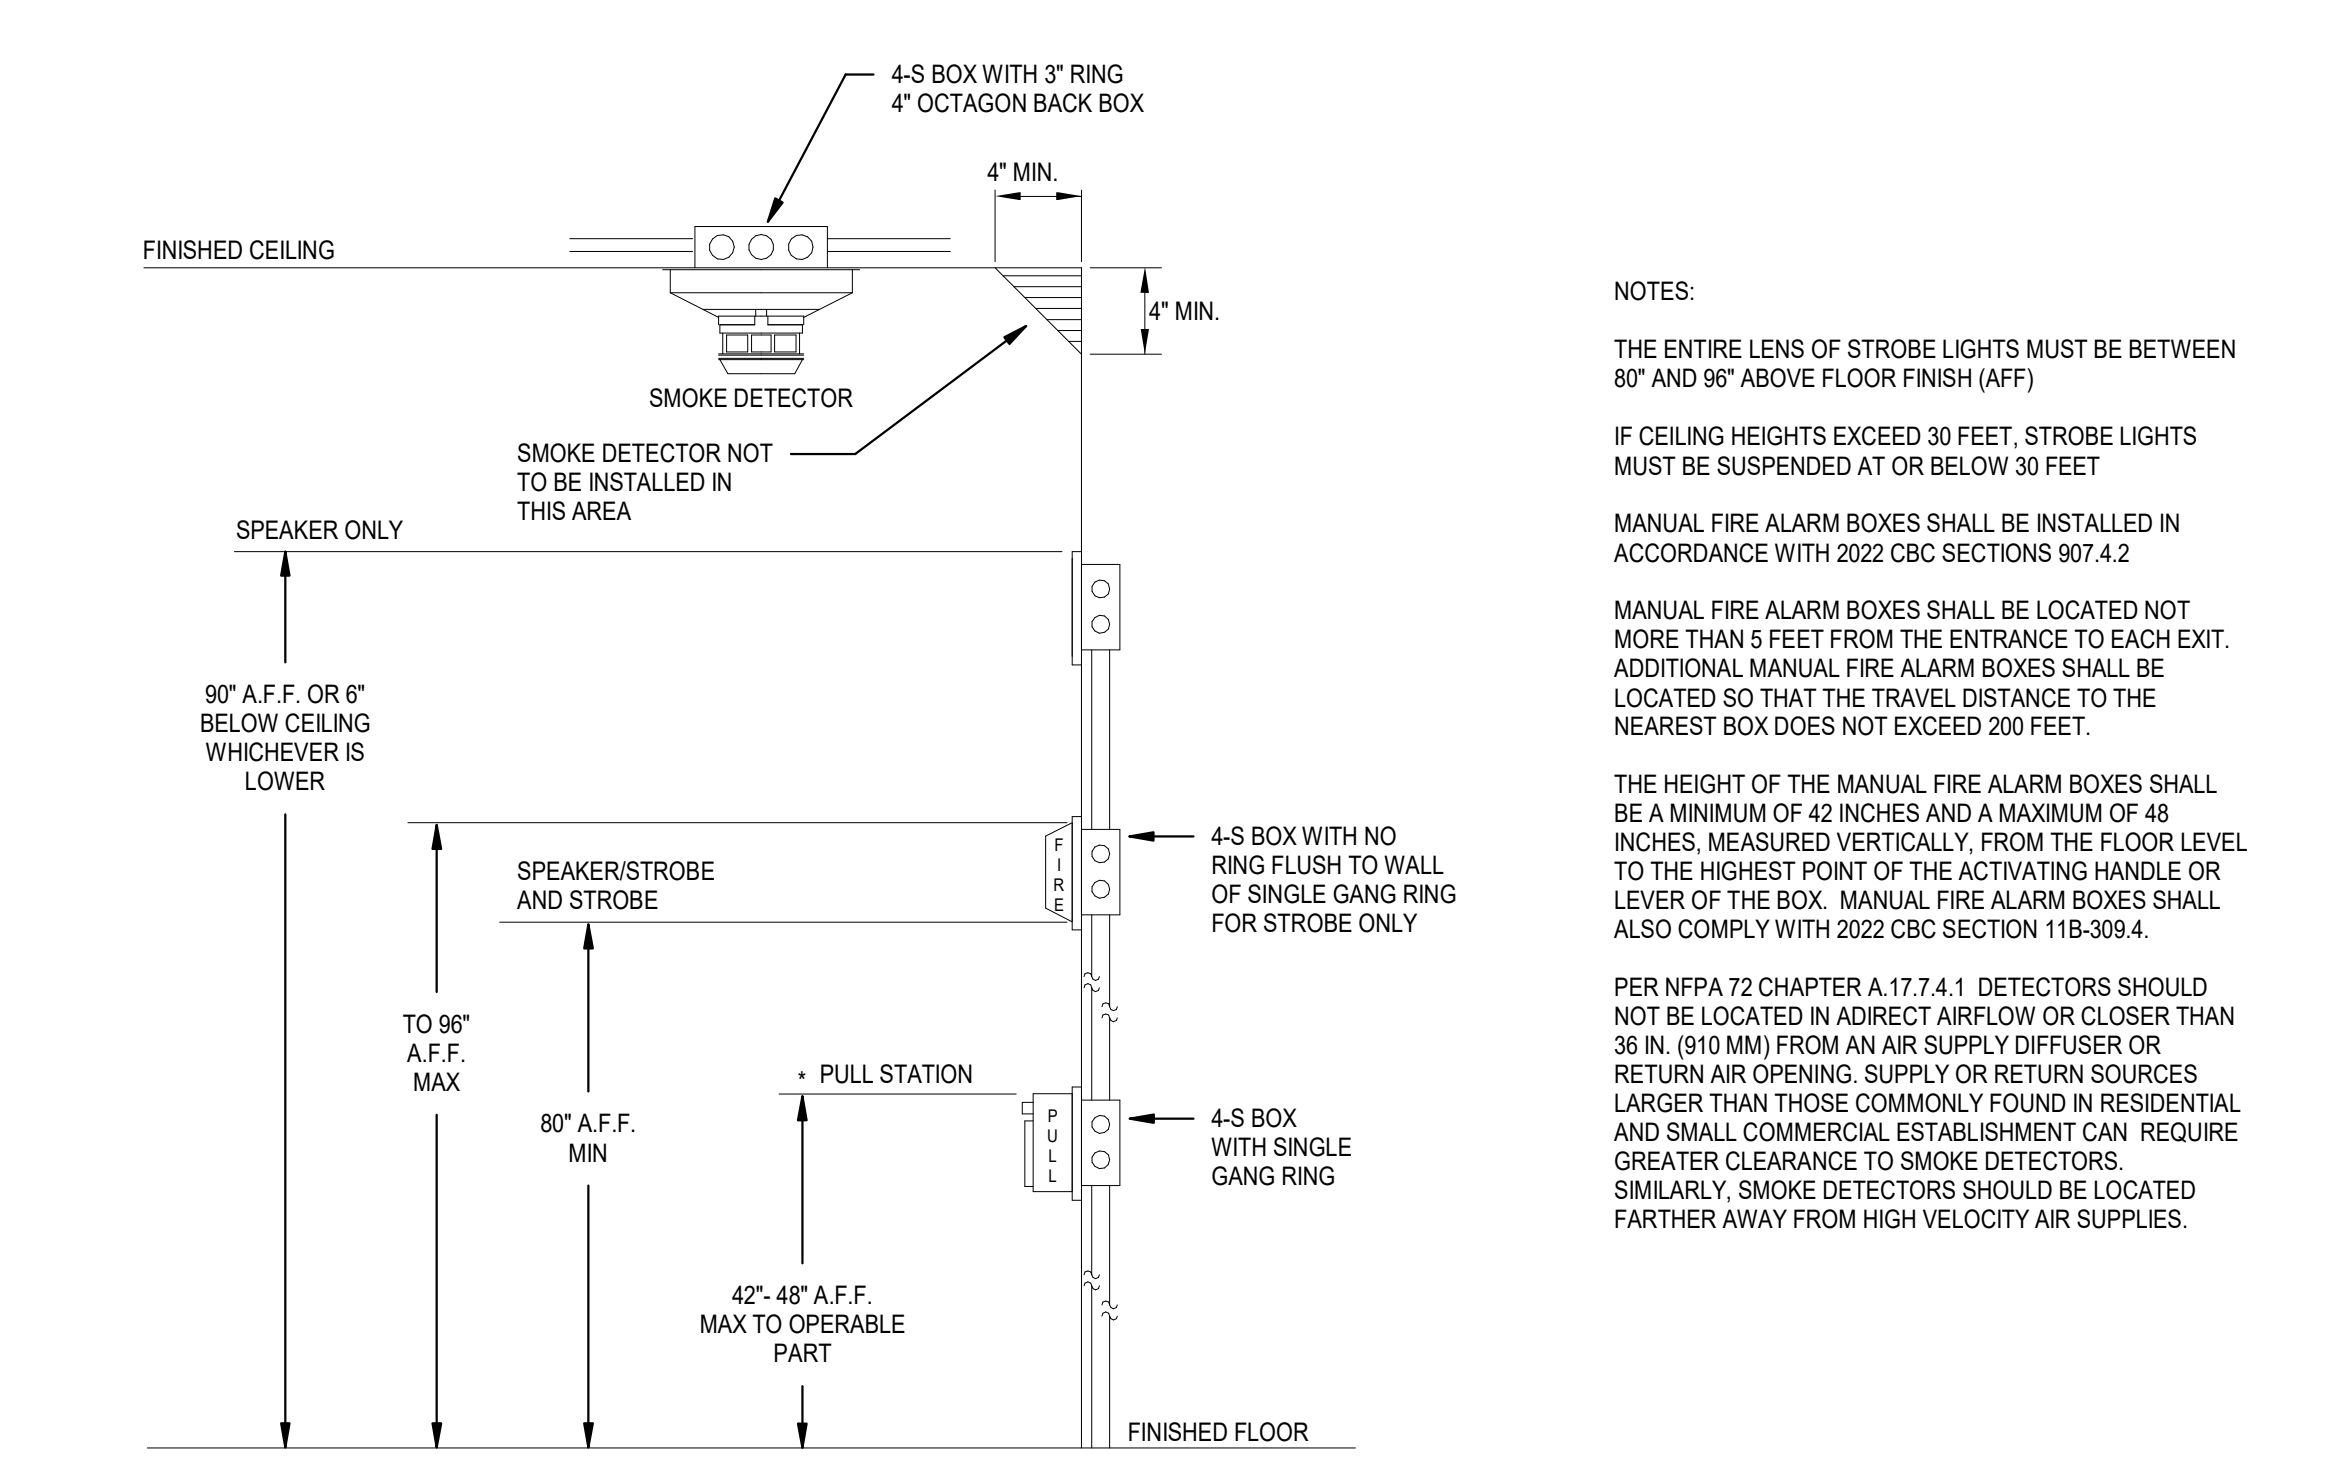 4-S BOX WITH 3" RING
4" OCTAGON BACK BOX
4" MIN.
FINISHED CEILING
4" MIN.
SMOKE DETECTOR
SMOKE DETECTOR NOT
TO BE INSTALLED IN
THIS AREA
SPEAKER ONLY
90" A.F.F. OR 6"
BELOW CEILING
WHICHEVER IS
LOWER
SPEAKER/STROBE
AND STROBE
FIRE
4-S BOX WITH NO
RING FLUSH TO WALL
OF SINGLE GANG RING
FOR STROBE ONLY
TO 96"
A.F.F.
MAX
80" A.F.F.
MIN
* PULL STATION
PULL
4-S BOX
WITH SINGLE
GANG RING
42"- 48" A.F.F.
MAX TO OPERABLE
PART
FINISHED FLOOR
NOTES:
THE ENTIRE LENS OF STROBE LIGHTS MUST BE BETWEEN
80" AND 96" ABOVE FLOOR FINISH (AFF)
IF CEILING HEIGHTS EXCEED 30 FEET, STROBE LIGHTS
MUST BE SUSPENDED AT OR BELOW 30 FEET
MANUAL FIRE ALARM BOXES SHALL BE INSTALLED IN
ACCORDANCE WITH 2022 CBC SECTIONS 907.4.2
MANUAL FIRE ALARM BOXES SHALL BE LOCATED NOT
MORE THAN 5 FEET FROM THE ENTRANCE TO EACH EXIT.
ADDITIONAL MANUAL FIRE ALARM BOXES SHALL BE
LOCATED SO THAT THE TRAVEL DISTANCE TO THE
NEAREST BOX DOES NOT EXCEED 200 FEET.
THE HEIGHT OF THE MANUAL FIRE ALARM BOXES SHALL
BE A MINIMUM OF 42 INCHES AND A MAXIMUM OF 48
INCHES, MEASURED VERTICALLY, FROM THE FLOOR LEVEL
TO THE HIGHEST POINT OF THE ACTIVATING HANDLE OR
LEVER OF THE BOX. MANUAL FIRE ALARM BOXES SHALL
ALSO COMPLY WITH 2022 CBC SECTION 11B-309.4.
PER NFPA 72 CHAPTER A.17.7.4.1 DETECTORS SHOULD
NOT BE LOCATED IN ADIRECT AIRFLOW OR CLOSER THAN
36 IN. (910 MM) FROM AN AIR SUPPLY DIFFUSER OR
RETURN AIR OPENING. SUPPLY OR RETURN SOURCES
LARGER THAN THOSE COMMONLY FOUND IN RESIDENTIAL
AND SMALL COMMERCIAL ESTABLISHMENT CAN REQUIRE
GREATER CLEARANCE TO SMOKE DETECTORS.
SIMILARLY, SMOKE DETECTORS SHOULD BE LOCATED
FARTHER AWAY FROM HIGH VELOCITY AIR SUPPLIES.